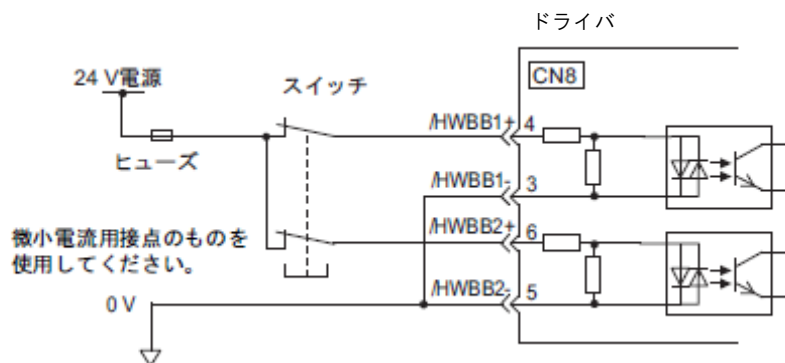 ドライバ
24 V電源
スイッチ
CN8
/HWBB1+ 4
ヒューズ
/HWBB1- 3
/HWBB2+ 6
微小電流用接点のものを
使用してください。
/HWBB2- 5
0 V